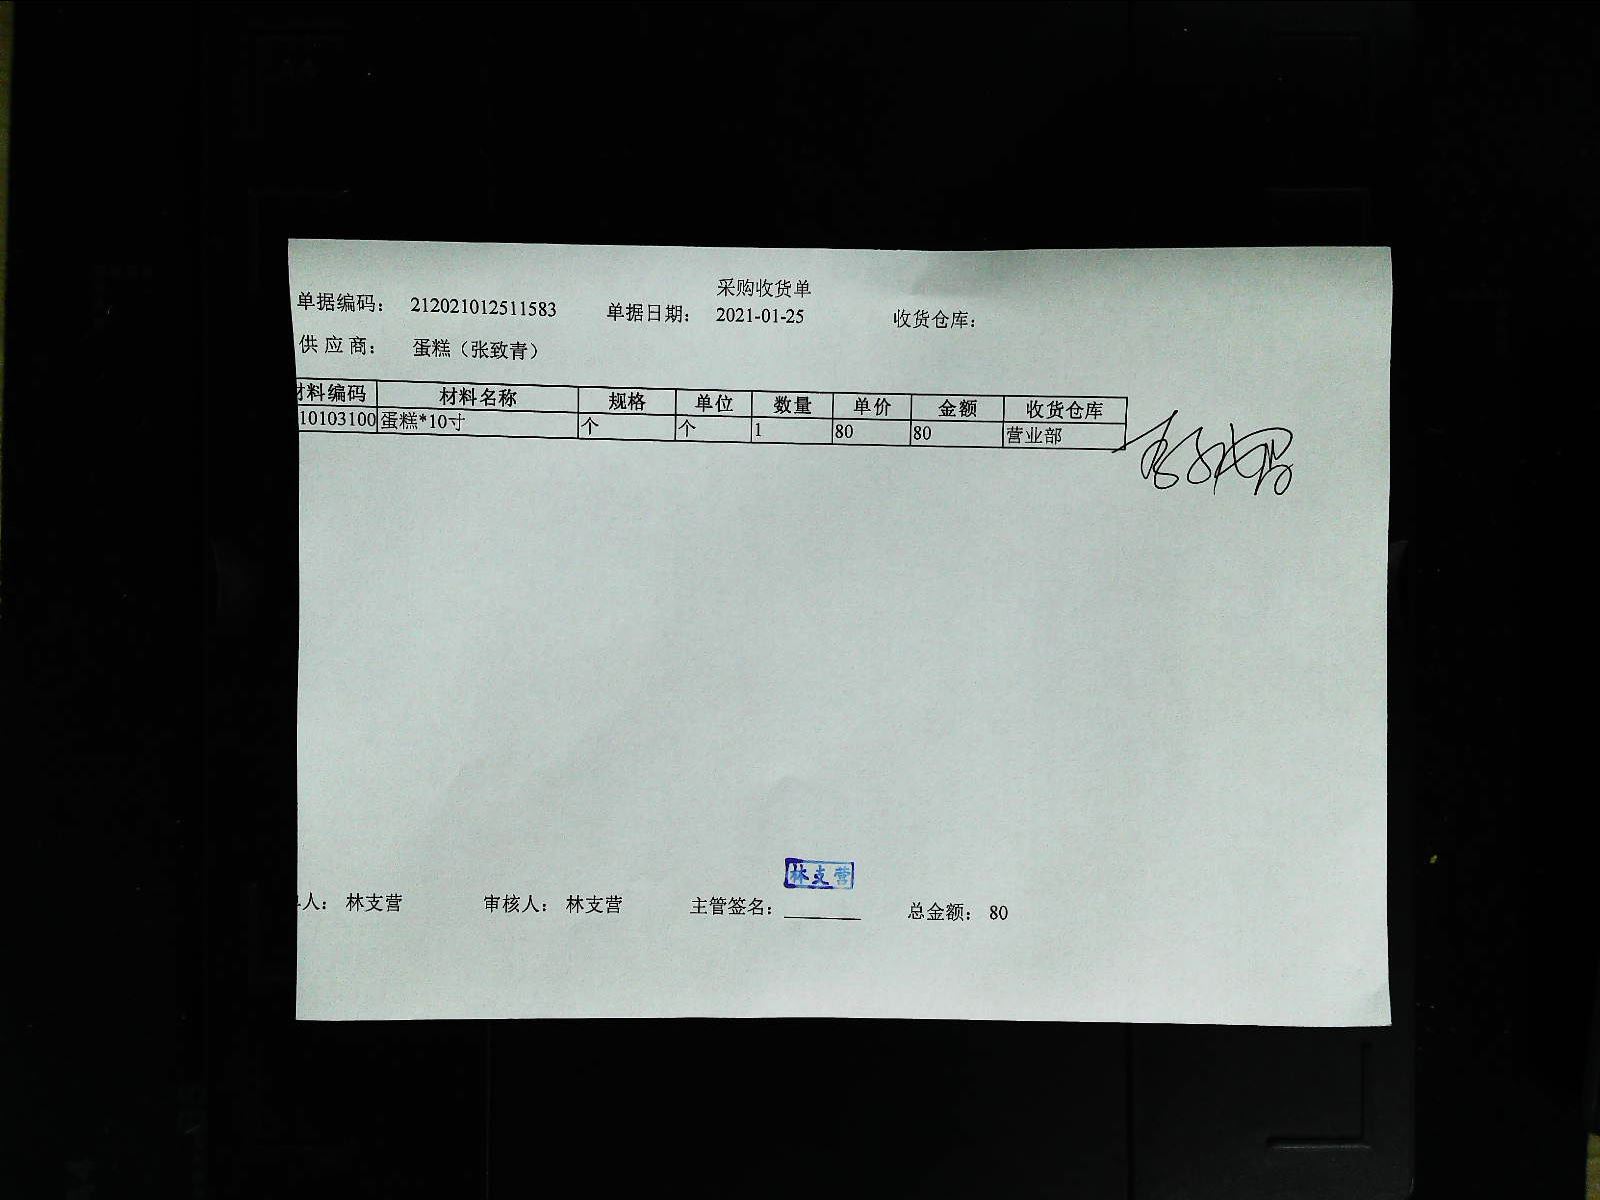 采购收货单
单据编码： 212021012511583 单据日期： 2021-01-25 收货仓库：
供应商： 蛋糕（张致青）
材料编码 材料名称 规格 单位 数量 单价 金额 收货仓库
10103100 蛋糕*10寸 个 个 1 80 80 营业部
林支营
人： 林支营 审核人： 林支营 主管签名： 总金额： 80